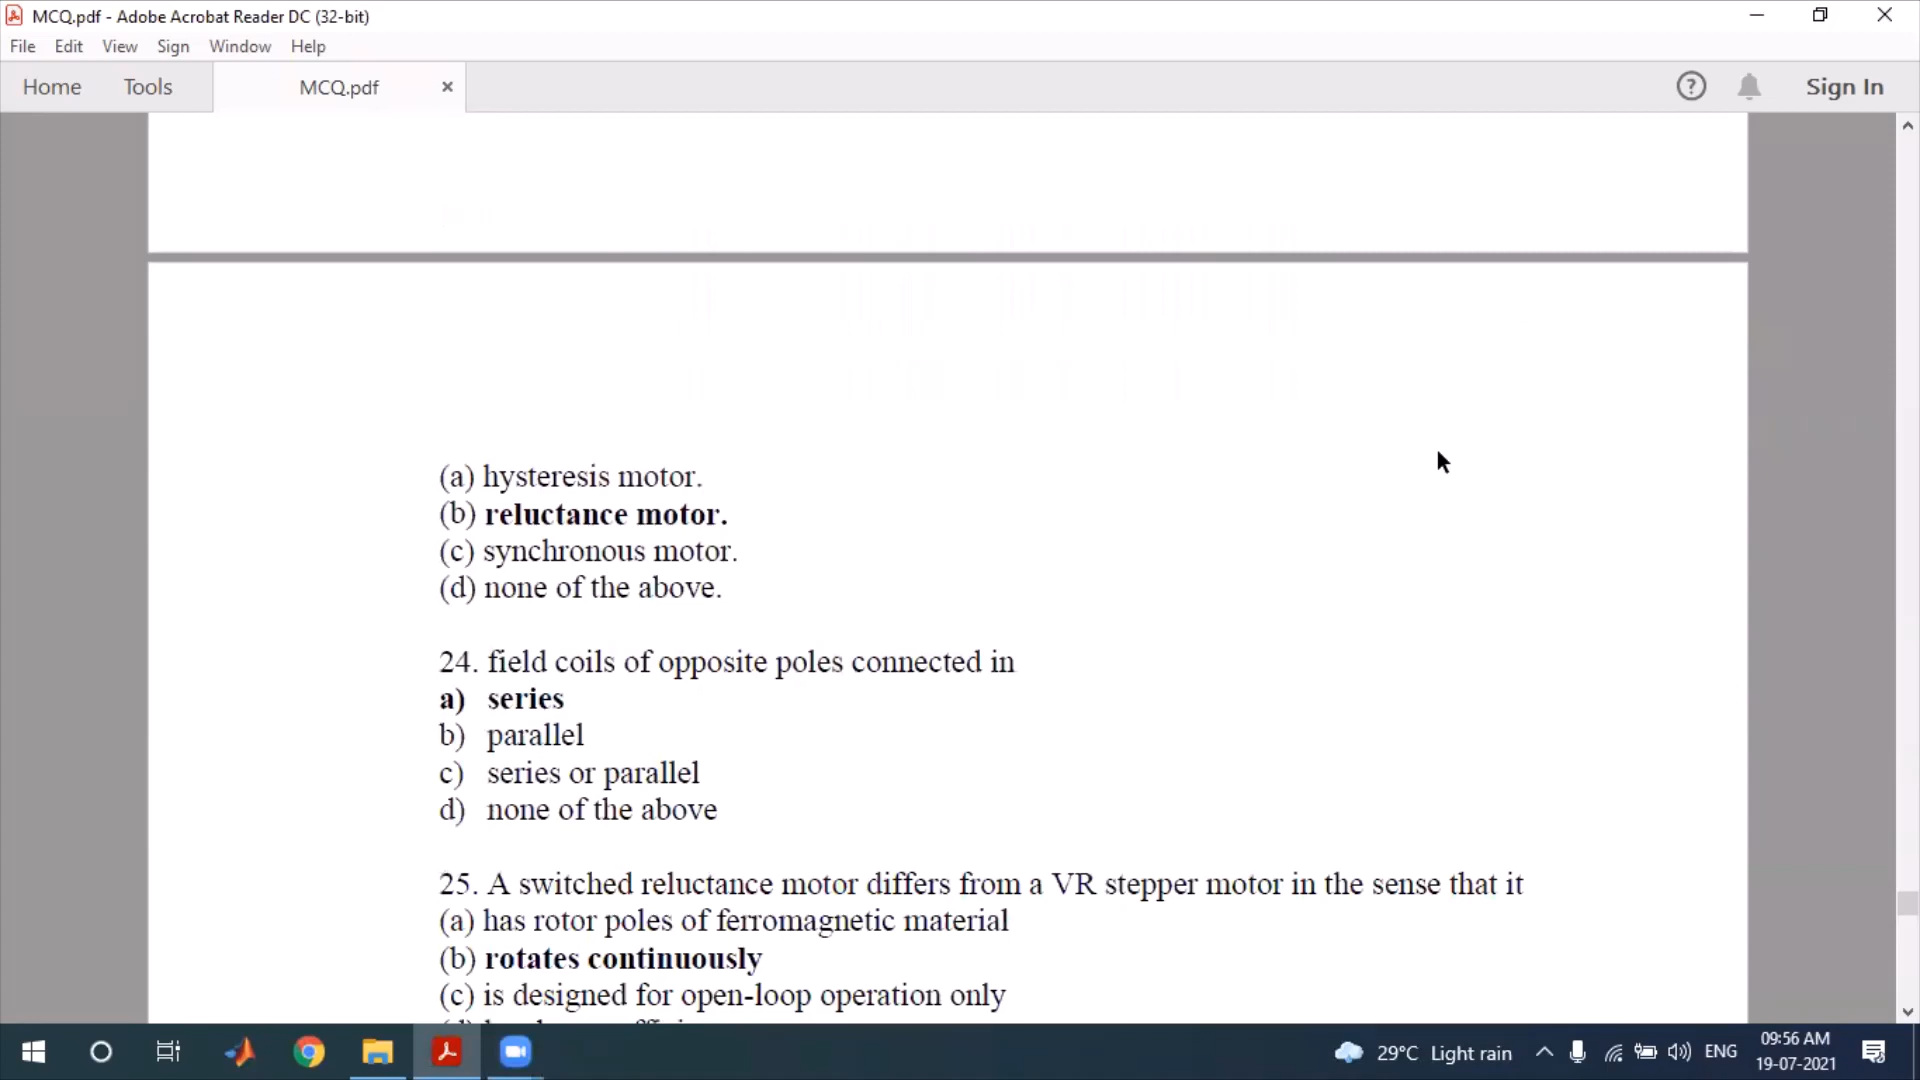 MCQ.pdf - Adobe Acrobat Reader DC (32-bit)
File Edit View Sign Window Help
Home Tools MCQ.pdf Sign In
(a) hysteresis motor.
(b) reluctance motor.
(c) synchronous motor.
(d) none of the above.
24. field coils of opposite poles connected in
a) series
b) parallel
c) series or parallel
d) none of the above
25. A switched reluctance motor differs from a VR stepper motor in the sense that it
(a) has rotor poles of ferromagnetic material
(b) rotates continuously
(c) is designed for open-loop operation only
29°C Light rain ENG 09:56 AM
19-07-2021